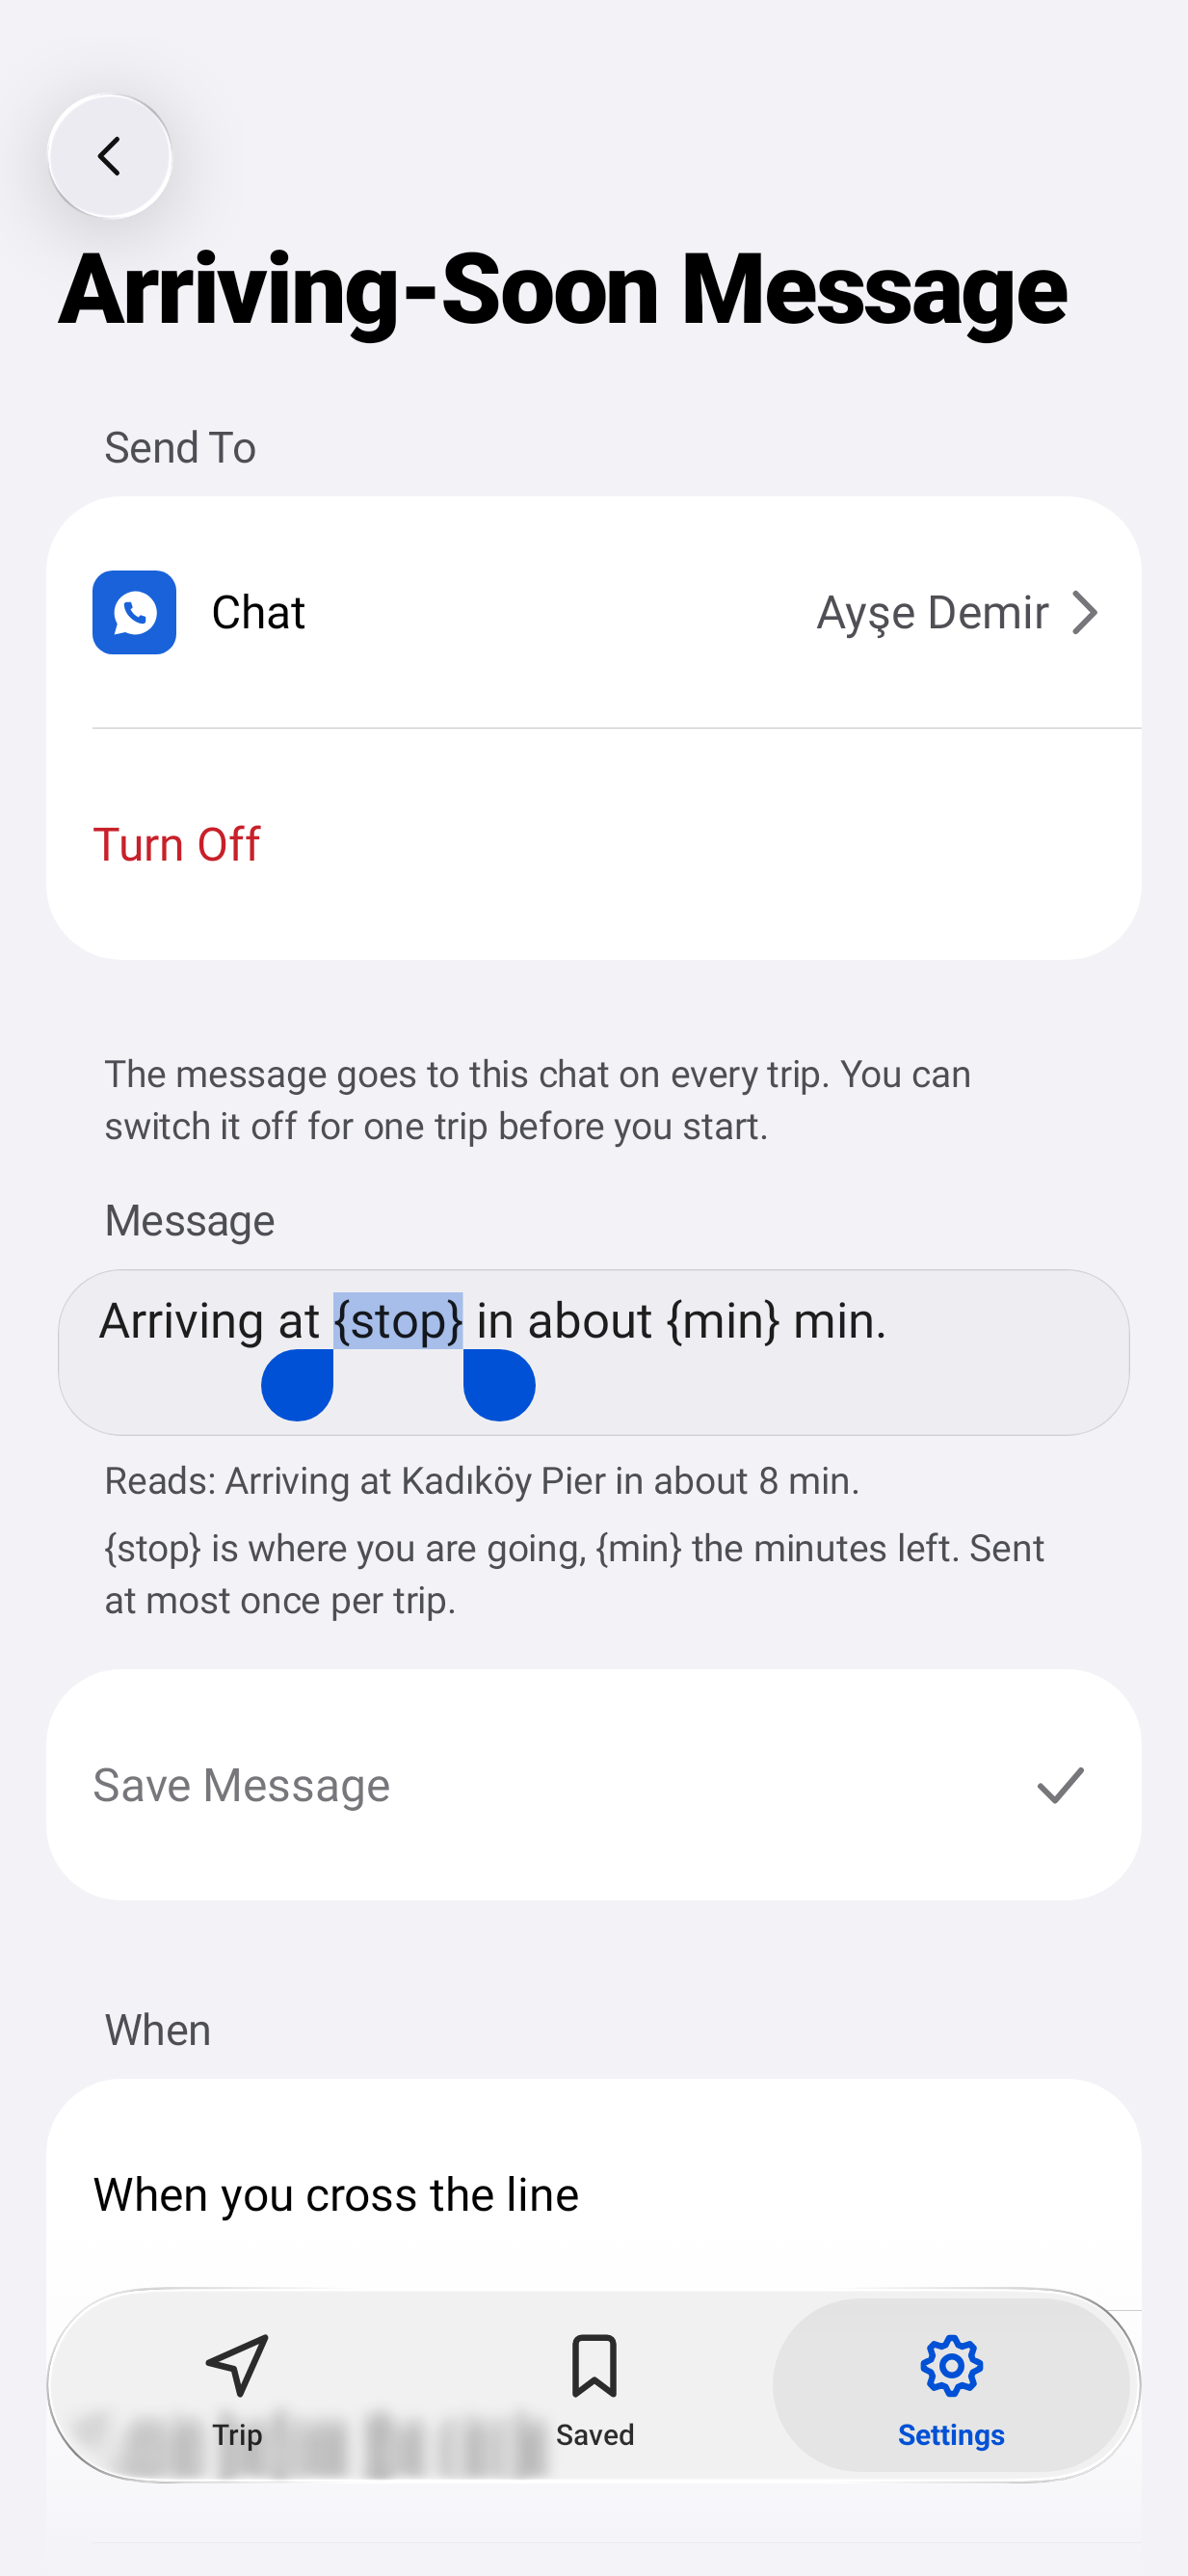 Arriving-Soon Message
Send To
Chat
Ayşe Demir
Turn Off
The message goes to this chat on every trip. You can
switch it off for one trip before you start.
Message
Arriving at {stop} in about {min} min.
Reads: Arriving at Kadıköy Pier in about 8 min.
{stop} is where you are going, {min} the minutes left. Sent
at most once per trip.
Save Message
When
When you cross the line
Trip
Saved
Settings